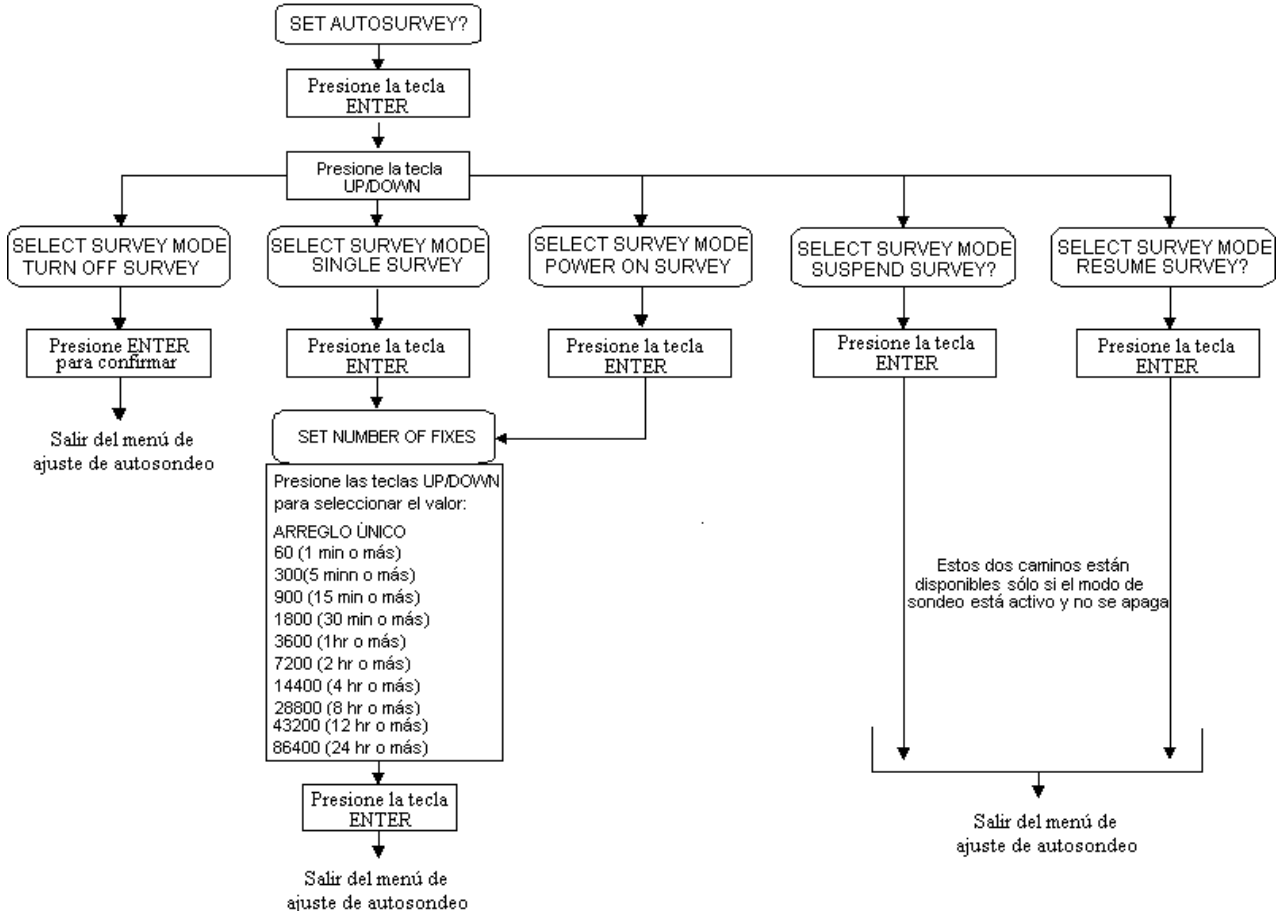 SET AUTOSURVEY?
Presione la tecla
ENTER
Presione la tecla
UP/DOWN
SELECT SURVEY MODE
TURN OFF SURVEY
SELECT SURVEY MODE
SINGLE SURVEY
SELECT SURVEY MODE
POWER ON SURVEY
SELECT SURVEY MODE
SUSPEND SURVEY?
SELECT SURVEY MODE
RESUME SURVEY?
Presione ENTER
para confirmar
Presione la tecla
ENTER
Presione la tecla
ENTER
Presione la tecla
ENTER
Presione la tecla
ENTER
Salir del menú de
ajuste de autosondeo
SET NUMBER OF FIXES
Presione las teclas UP/DOWN
para seleccionar el valor:
ARREGLO ÚNICO
60 (1 min o más)
300(5 minn o más)
900 (15 min o más)
1800 (30 min o más)
3600 (1hr o más)
7200 (2 hr o más)
14400 (4 hr o más)
28800 (8 hr o más)
43200 (12 hr o más)
86400 (24 hr o más)
Estos dos caminos están
disponibles sólo si el modo de
sondeo está activo y no se apaga
Presione la tecla
ENTER
Salir del menú de
ajuste de autosondeo
Salir del menú de
ajuste de autosondeo